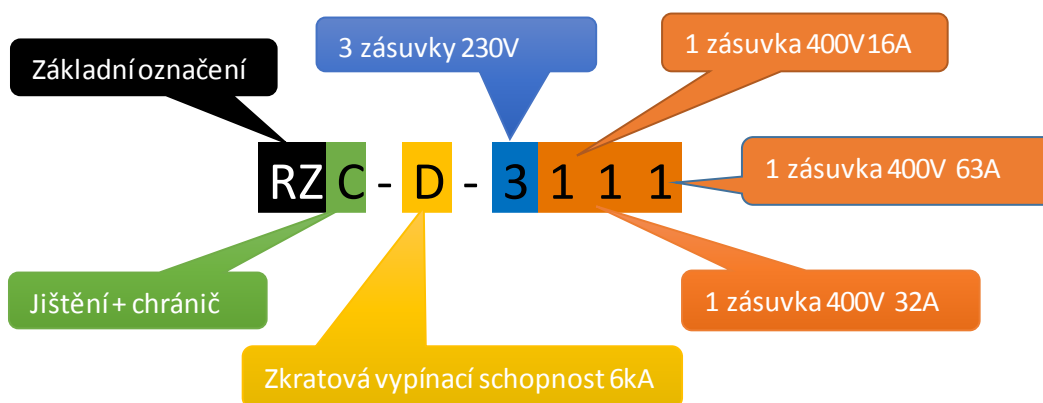 3 zásuvky 230V
1 zásuvka 400V 16A
Základní označení
RZC - D - 3 1 1 1
1 zásuvka 400V 63A
Jištění + chránič
1 zásuvka 400V 32A
Zkratová vypínací schopnost 6kA